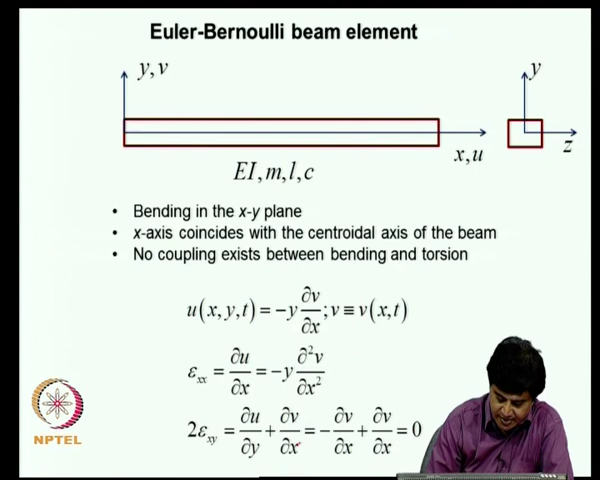 Euler-Bernoulli beam element
y,v
y
x,u
z
EI,m,l,c
• Bending in the x-y plane
• x-axis coincides with the centroidal axis of the beam
• No coupling exists between bending and torsion
u(x,y,t) = −y ∂v/∂x ; v ≡ v(x,t)
ε_xx = ∂u/∂x = −y ∂²v/∂x²
2ε_xy = ∂u/∂y + ∂v/∂x = −∂v/∂x + ∂v/∂x = 0
NPTEL